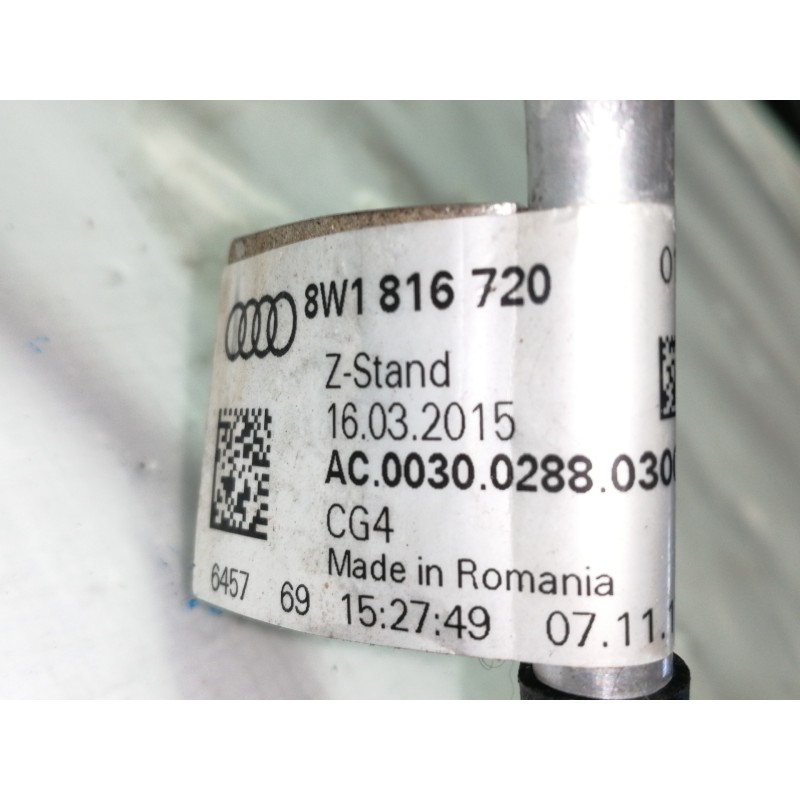 8W1 816 720
Z-Stand
16.03.2015
AC.0030.0288.030
CG4
Made in Romania
6457 69 15:27:49 07.11.